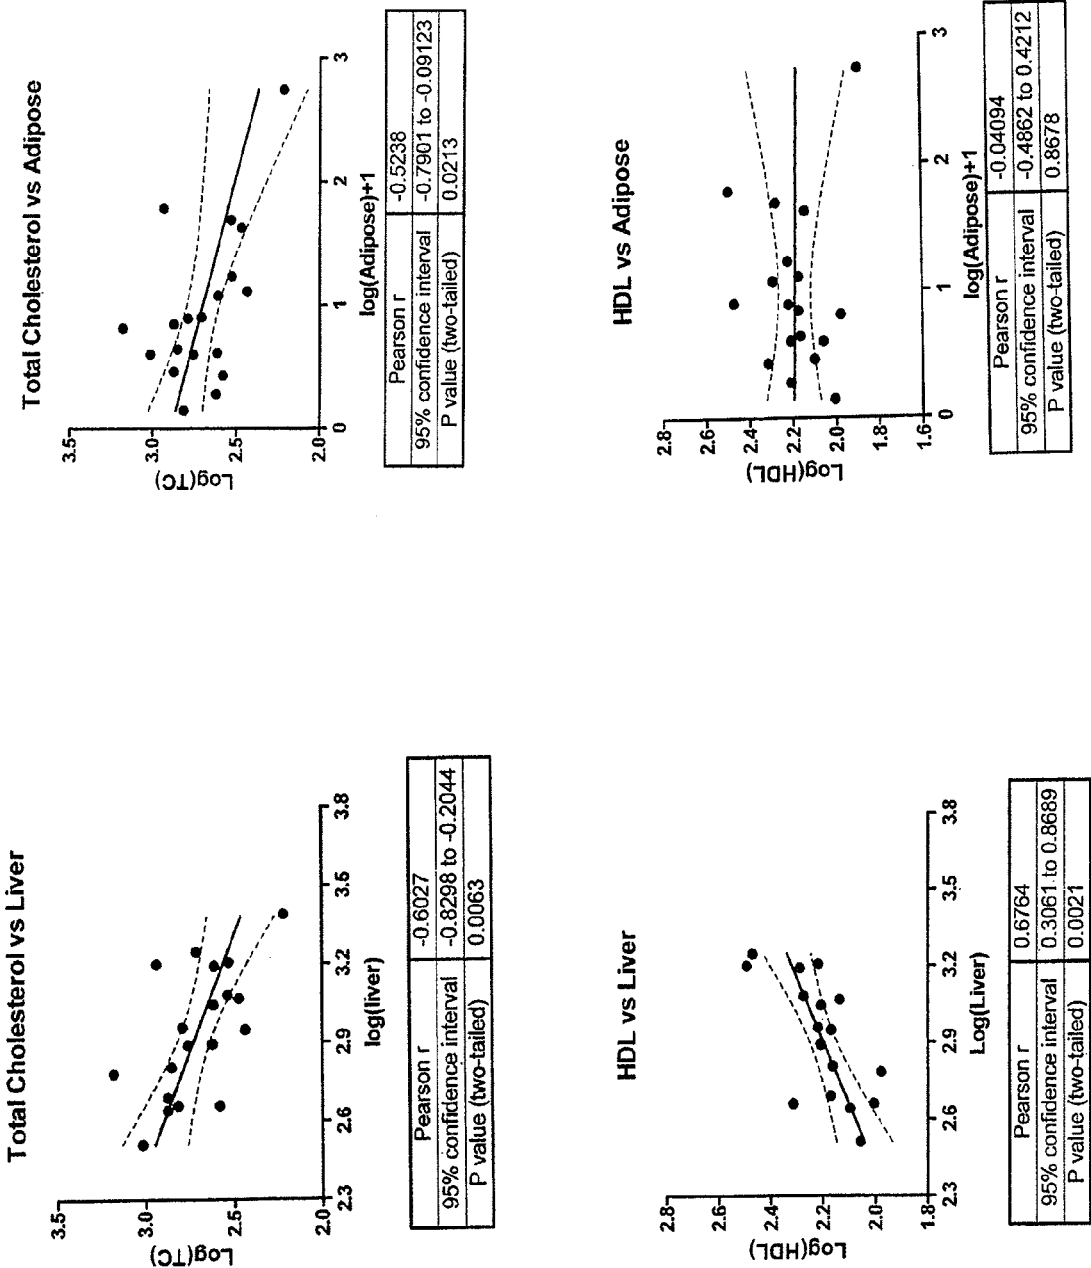 Total Cholesterol vs Liver
3.5
3.0
2.5
2.0
Log(TC)
2.3 2.6 2.9 3.2 3.5 3.8
log(liver)
Pearson r -0.6027
95% confidence interval -0.8298 to -0.2044
P value (two-tailed) 0.0063
Total Cholesterol vs Adipose
3.5
3.0
2.5
2.0
Log(TC)
0 1 2 3
log(Adipose)+1
Pearson r -0.5238
95% confidence interval -0.7901 to -0.09123
P value (two-tailed) 0.0213
HDL vs Liver
2.8
2.6
2.4
2.2
2.0
1.8
Log(HDL)
2.3 2.6 2.9 3.2 3.5 3.8
Log(Liver)
Pearson r 0.6764
95% confidence interval 0.3061 to 0.8689
P value (two-tailed) 0.0021
HDL vs Adipose
2.8
2.6
2.4
2.2
2.0
1.8
1.6
Log(HDL)
0 1 2 3
log(Adipose)+1
Pearson r -0.04094
95% confidence interval -0.4862 to 0.4212
P value (two-tailed) 0.8678